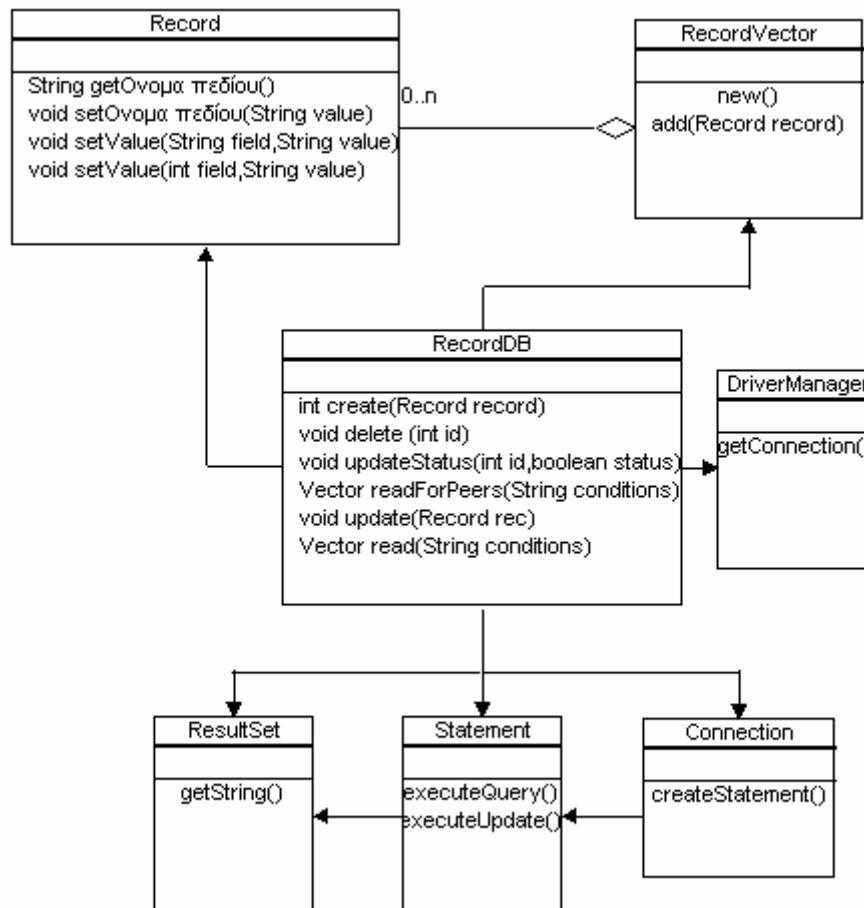 Record
String getΟνομα πεδίου()
void setΟνομα πεδίου(String value)
void setValue(String field,String value)
void setValue(int field,String value)
0..n
RecordVector
new()
add(Record record)
RecordDB
int create(Record record)
void delete (int id)
void updateStatus(int id,boolean status)
Vector readForPeers(String conditions)
void update(Record rec)
Vector read(String conditions)
DriverManager
getConnection(
ResultSet
getString()
Statement
executeQuery()
executeUpdate()
Connection
createStatement()